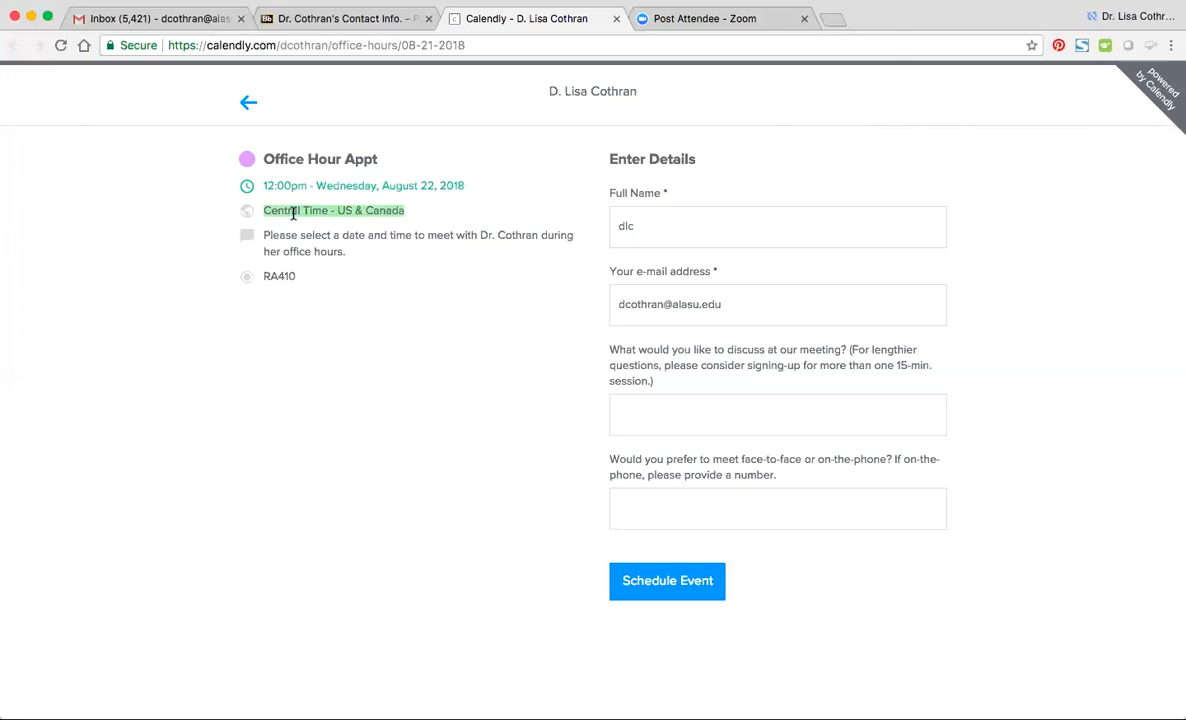 Inbox (5,421) - dcothran@alas
Dr. Cothran's Contact Info. – P
Calendly - D. Lisa Cothran
Post Attendee - Zoom
Dr. Lisa Cothr...
Secure
https://calendly.com/dcothran/office-hours/08-21-2018
powered
by Calendly
D. Lisa Cothran
Office Hour Appt
12:00pm - Wednesday, August 22, 2018
Central Time - US & Canada
Please select a date and time to meet with Dr. Cothran during
her office hours.
RA410
Enter Details
Full Name *
dlc
Your e-mail address *
dcothran@alasu.edu
What would you like to discuss at our meeting? (For lengthier
questions, please consider signing-up for more than one 15-min.
session.)
Would you prefer to meet face-to-face or on-the-phone? If on-the-
phone, please provide a number.
Schedule Event